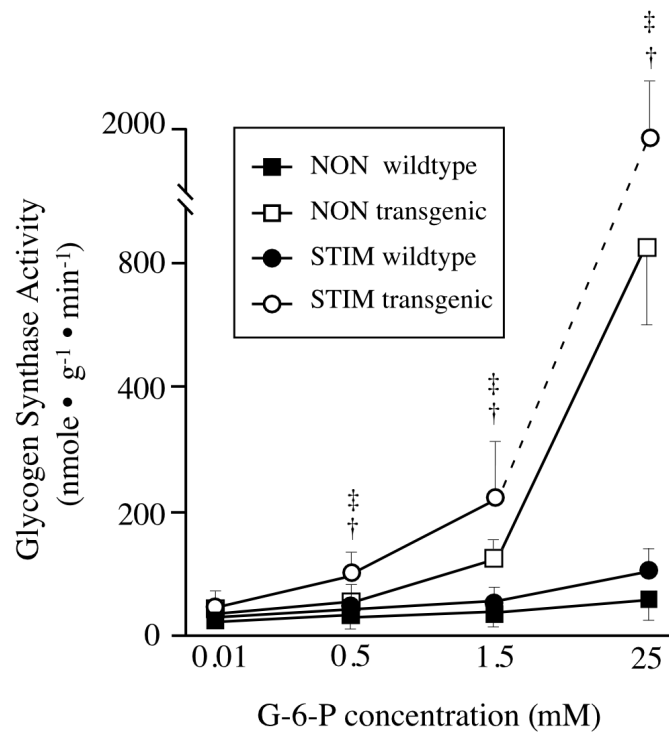 ‡
†
2000
NON wildtype
NON transgenic
STIM wildtype
STIM transgenic
800
400
200
0
‡
†
‡
†
Glycogen Synthase Activity
(nmole • g⁻¹ • min⁻¹)
0.01 0.5 1.5 25
G-6-P concentration (mM)